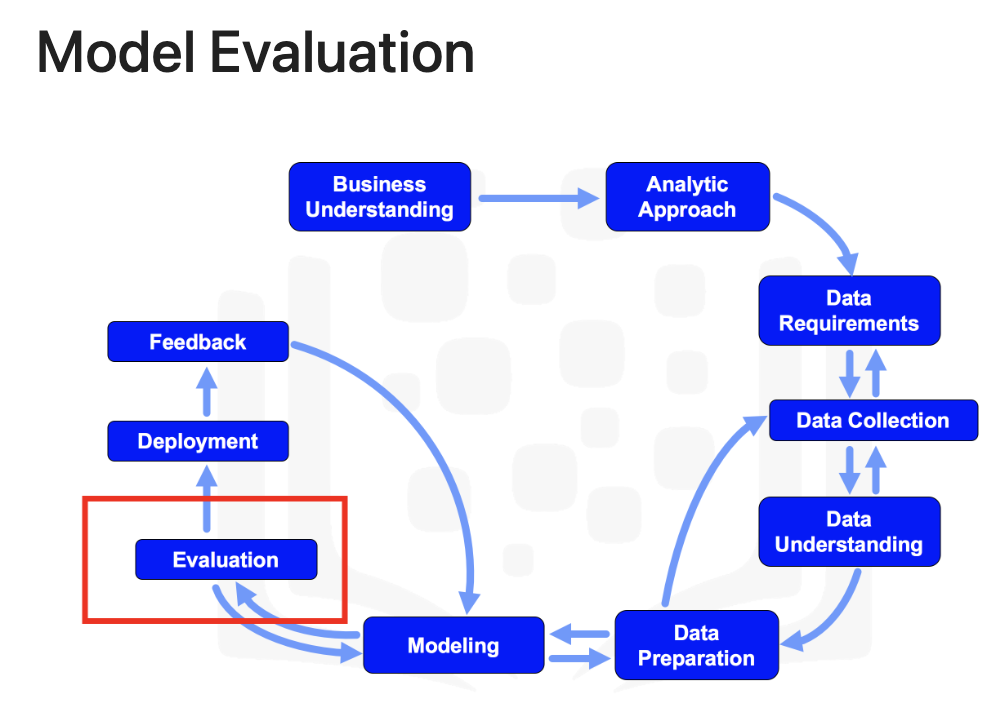 Model Evaluation
Business
Understanding
Analytic
Approach
Data
Requirements
Feedback
Data Collection
Deployment
Data
Understanding
Evaluation
Modeling
Data
Preparation